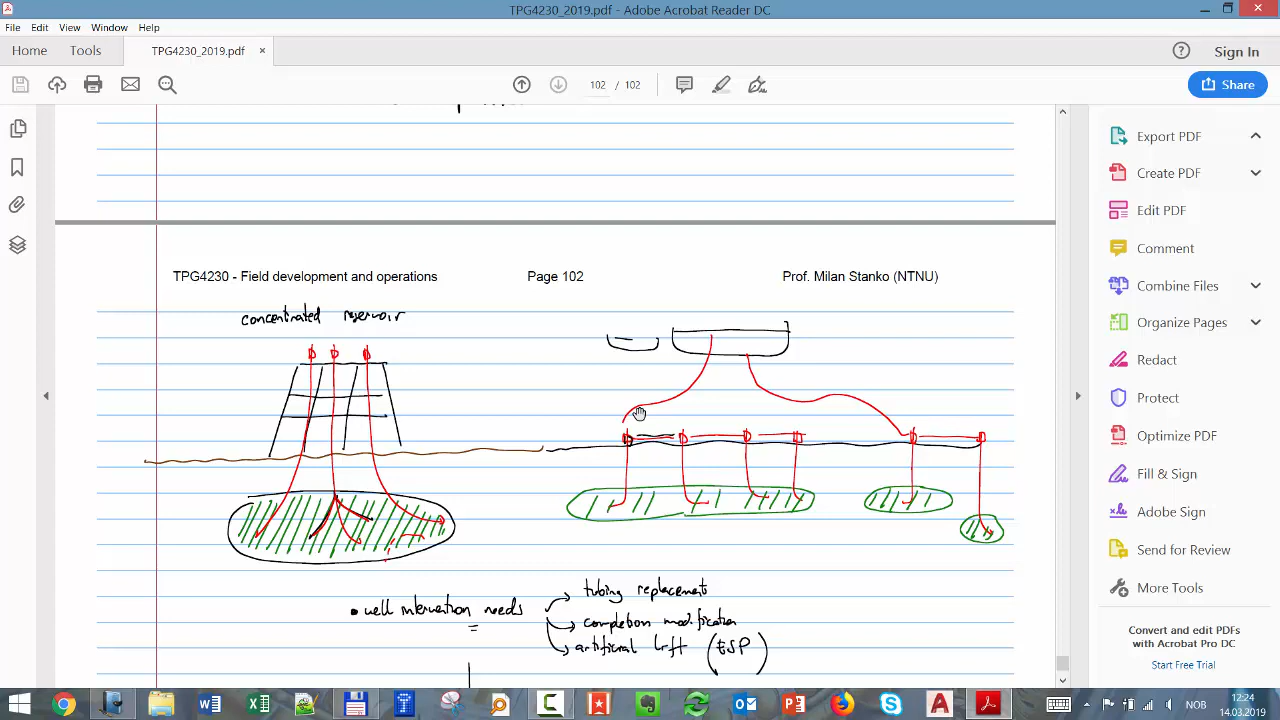 TPG4230_2019.pdf - Adobe Acrobat Reader DC
File Edit View Window Help
Home Tools TPG4230_2019.pdf × Sign In
102 / 102 Share
TPG4230 - Field development and operations Page 102 Prof. Milan Stanko (NTNU)
concentrated reservoir
• well intervention needs
tubing replacement
completion modification
artificial lift (ESP)
Export PDF
Create PDF
Edit PDF
Comment
Combine Files
Organize Pages
Redact
Protect
Optimize PDF
Fill & Sign
Adobe Sign
Send for Review
More Tools
Convert and edit PDFs
with Acrobat Pro DC
Start Free Trial
NOB
12:24
14.03.2019